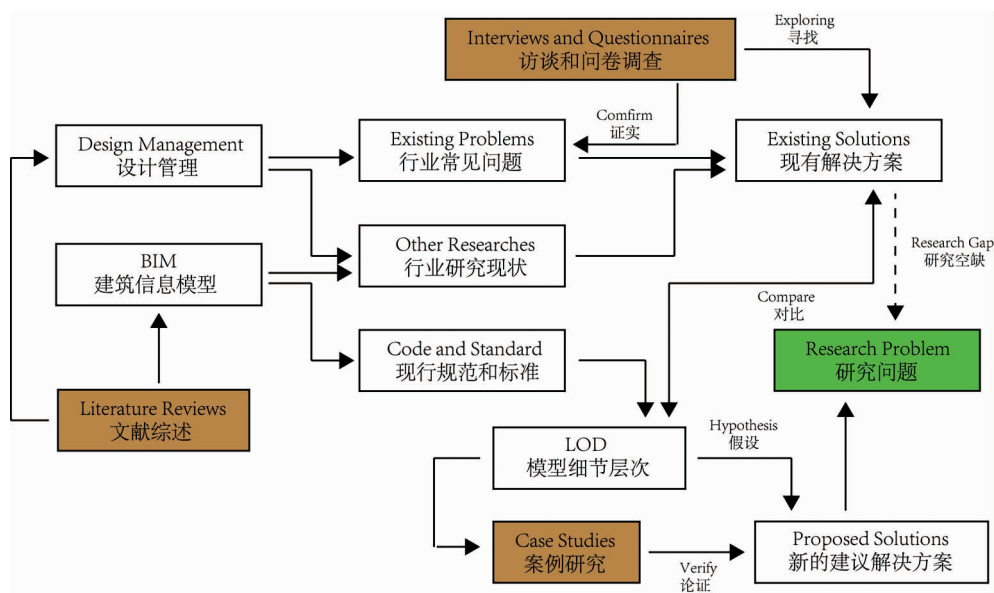 Interviews and Questionnaires
访谈和问卷调查
Exploring
寻找
Comfirm
证实
Design Management
设计管理
Existing Problems
行业常见问题
Existing Solutions
现有解决方案
BIM
建筑信息模型
Other Researches
行业研究现状
Research Gap
研究空缺
Compare
对比
Code and Standard
现行规范和标准
Research Problem
研究问题
Literature Reviews
文献综述
LOD
模型细节层次
Hypothesis
假设
Case Studies
案例研究
Verify
论证
Proposed Solutions
新的建议解决方案